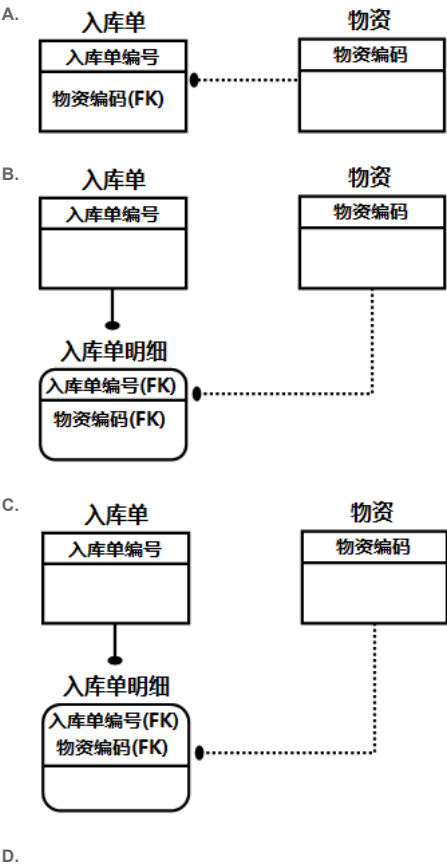 A.
入库单 物资
入库单编号 物资编码
物资编码(FK)
B.
入库单 物资
入库单编号 物资编码
入库单明细
入库单编号(FK)
物资编码(FK)
C.
入库单 物资
入库单编号 物资编码
入库单明细
入库单编号(FK)
物资编码(FK)
D.